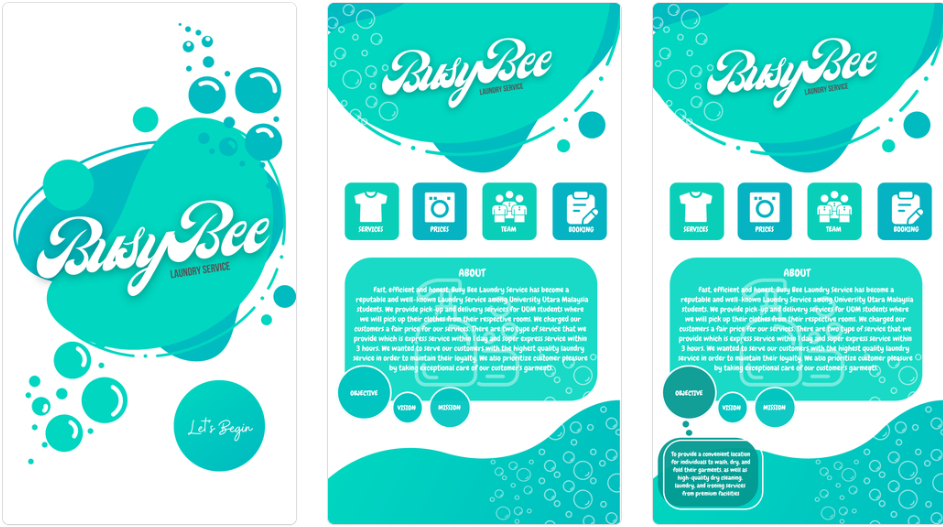 BusyBee
LAUNDRY SERVICE
Let's Begin
BusyBee
LAUNDRY SERVICE
SERVICES
PRICES
TEAM
BOOKING
ABOUT
Fast, efficient and honest, Busy Bee Laundry Service has become a
reputable and well-known Laundry Service among University Utara Malaysia
students. We provide pick-up and delivery services for UUM students where
we will pick up their clothes from their respective rooms. We charged our
customers a fair price for our services. There are two type of service that we
provide which is express service within 1 day and super express service within
3 hours. We wanted to serve our customers with the highest quality laundry
service in order to maintain their loyalty. We also prioritize customer pleasure
by taking exceptional care of our customer's garments.
OBJECTIVE
VISION
MISSION
BusyBee
LAUNDRY SERVICE
SERVICES
PRICES
TEAM
BOOKING
ABOUT
Fast, efficient and honest, Busy Bee Laundry Service has become a
reputable and well-known Laundry Service among University Utara Malaysia
students. We provide pick-up and delivery services for UUM students where
we will pick up their clothes from their respective rooms. We charged our
customers a fair price for our services. There are two type of service that we
provide which is express service within 1 day and super express service within
3 hours. We wanted to serve our customers with the highest quality laundry
service in order to maintain their loyalty. We also prioritize customer pleasure
by taking exceptional care of our customer's garments.
OBJECTIVE
VISION
MISSION
To provide a convenient location
for individuals to wash, dry, and
fold their garments, as well as
high-quality dry cleaning,
laundry, and ironing services
from premium facilities